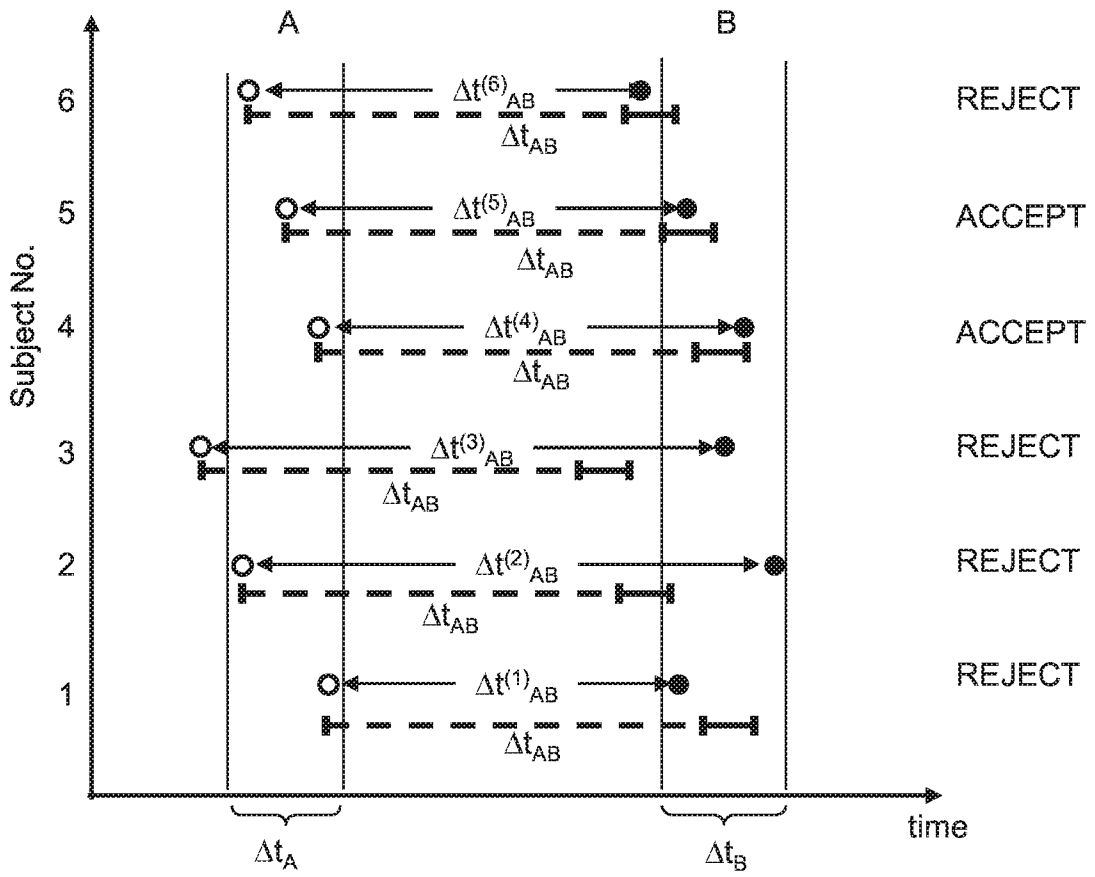 A B
6 Δt(6)AB REJECT
ΔtAB
5 Δt(5)AB ACCEPT
ΔtAB
Subject No.
4 Δt(4)AB ACCEPT
ΔtAB
3 Δt(3)AB REJECT
ΔtAB
2 Δt(2)AB REJECT
ΔtAB
1 Δt(1)AB REJECT
ΔtAB
time
ΔtA ΔtB